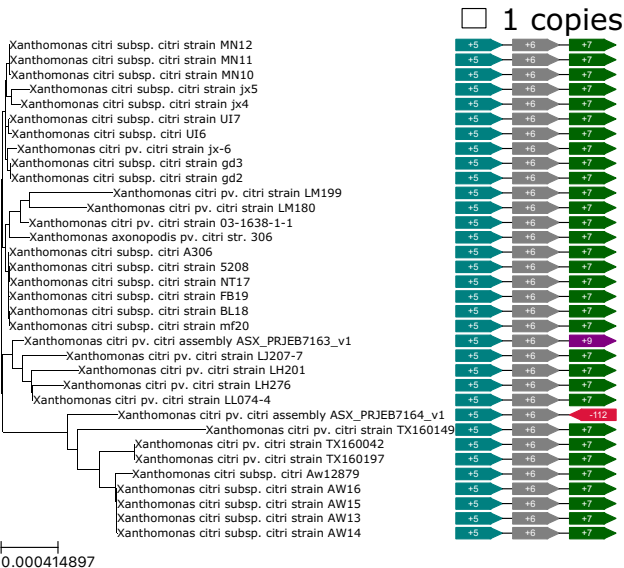 1 copies
Xanthomonas citri subsp. citri strain MN12 +5 +6 +7
Xanthomonas citri subsp. citri strain MN11 +5 +6 +7
Xanthomonas citri subsp. citri strain MN10 +5 +6 +7
Xanthomonas citri subsp. citri strain jx5 +5 +6 +7
Xanthomonas citri subsp. citri strain jx4 +5 +6 +7
Xanthomonas citri subsp. citri strain UI7 +5 +6 +7
Xanthomonas citri subsp. citri UI6 +5 +6 +7
Xanthomonas citri pv. citri strain jx-6 +5 +6 +7
Xanthomonas citri subsp. citri strain gd3 +5 +6 +7
Xanthomonas citri subsp. citri strain gd2 +5 +6 +7
Xanthomonas citri pv. citri strain LM199 +5 +6 +7
Xanthomonas citri pv. citri strain LM180 +5 +6 +7
Xanthomonas citri pv. citri strain 03-1638-1-1 +5 +6 +7
Xanthomonas axonopodis pv. citri str. 306 +5 +6 +7
Xanthomonas citri subsp. citri A306 +5 +6 +7
Xanthomonas citri subsp. citri strain 5208 +5 +6 +7
Xanthomonas citri subsp. citri strain NT17 +5 +6 +7
Xanthomonas citri subsp. citri strain FB19 +5 +6 +7
Xanthomonas citri subsp. citri strain BL18 +5 +6 +7
Xanthomonas citri subsp. citri strain mf20 +5 +6 +7
Xanthomonas citri pv. citri assembly ASX_PRJEB7163_v1 +5 +6 +9
Xanthomonas citri pv. citri strain LJ207-7 +5 +6 +7
Xanthomonas citri pv. citri strain LH201 +5 +6 +7
Xanthomonas citri pv. citri strain LH276 +5 +6 +7
Xanthomonas citri pv. citri strain LL074-4 +5 +6 +7
Xanthomonas citri pv. citri assembly ASX_PRJEB7164_v1 +5 +6 -112
Xanthomonas citri pv. citri strain TX160149 +5 +6 +7
Xanthomonas citri pv. citri strain TX160042 +5 +6 +7
Xanthomonas citri pv. citri strain TX160197 +5 +6 +7
Xanthomonas citri subsp. citri Aw12879 +5 +6 +7
Xanthomonas citri subsp. citri strain AW16 +5 +6 +7
Xanthomonas citri subsp. citri strain AW15 +5 +6 +7
Xanthomonas citri subsp. citri strain AW13 +5 +6 +7
Xanthomonas citri subsp. citri strain AW14 +5 +6 +7
0.000414897